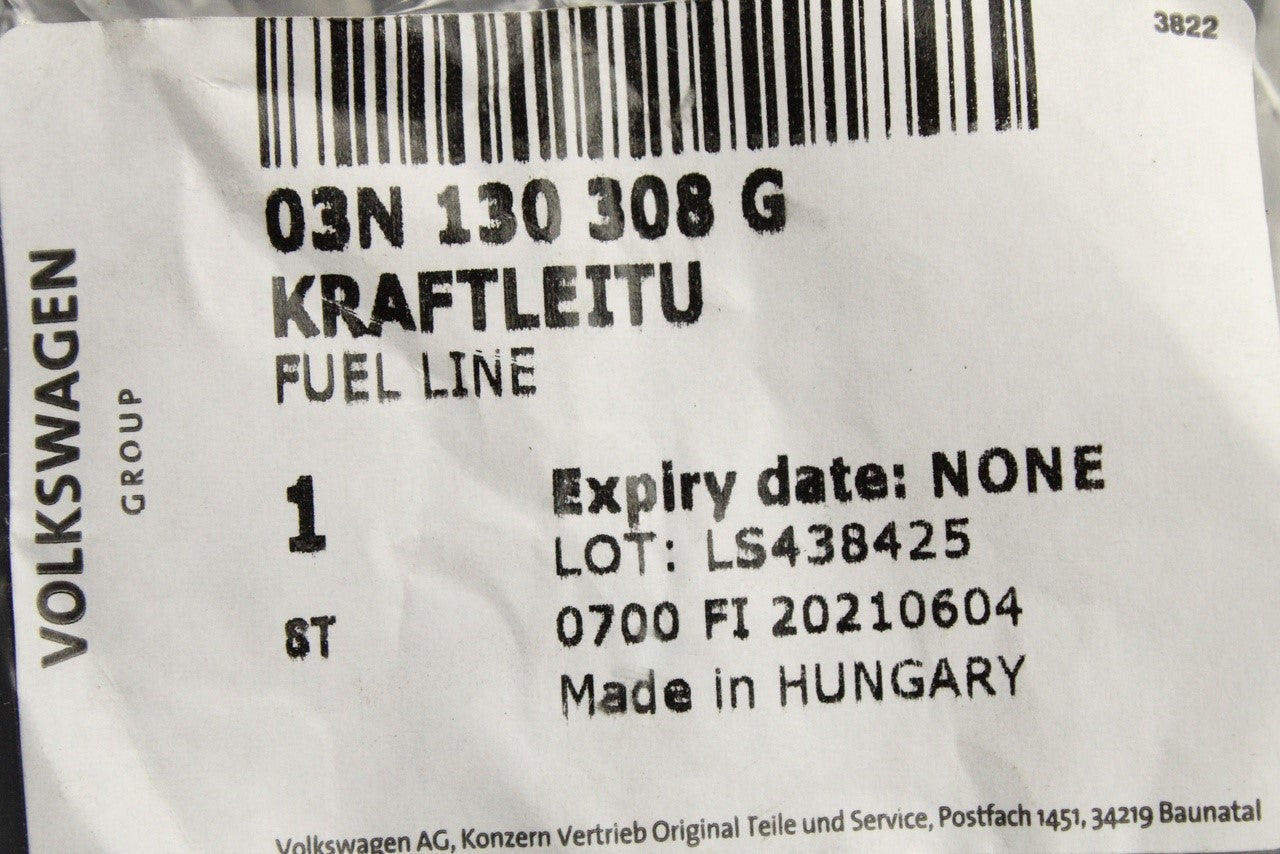 3822
03N 130 308 G
KRAFTLEITU
FUEL LINE
1
Expiry date: NONE
LOT: LS438425
ST
0700 FI 20210604
Made in HUNGARY
VOLKSWAGEN
GROUP
Volkswagen AG, Konzern Vertrieb Original Teile und Service, Postfach 1451, 34219 Baunatal